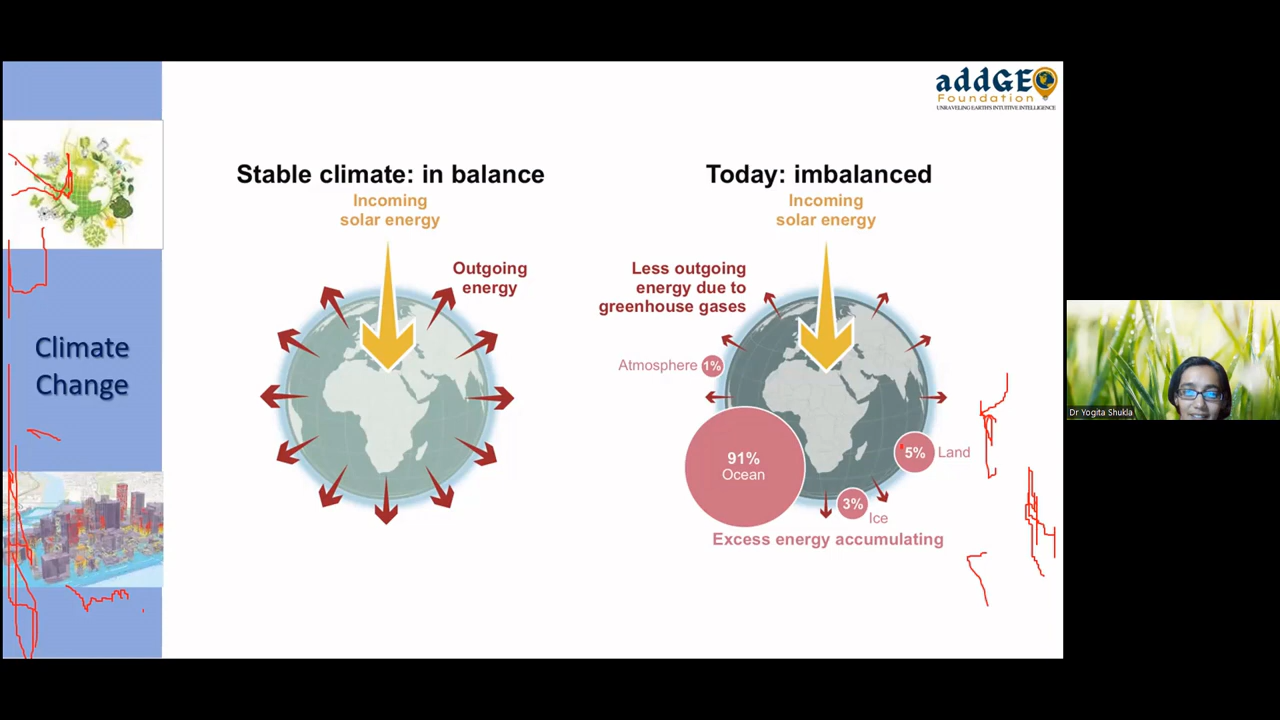 addGEO
Foundation
UNRAVELING EARTH'S INTUITIVE INTELLIGENCE
Climate
Change
Stable climate: in balance
Incoming
solar energy
Outgoing
energy
Today: imbalanced
Incoming
solar energy
Less outgoing
energy due to
greenhouse gases
Atmosphere 1%
91%
Ocean
5% Land
3%
Ice
Excess energy accumulating
Dr Yogita Shukla